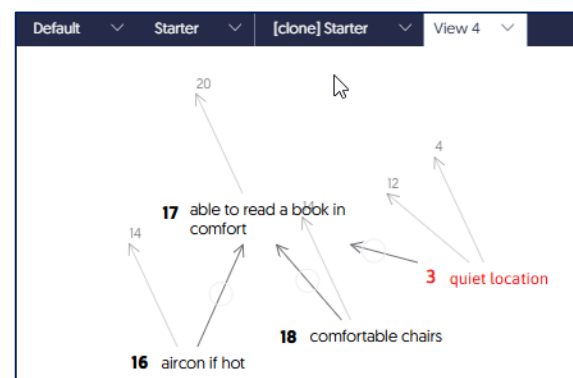 Default Starter [clone] Starter View 4
20
4
12
17 able to read a book in
comfort
14
14
3 quiet location
18 comfortable chairs
16 aircon if hot